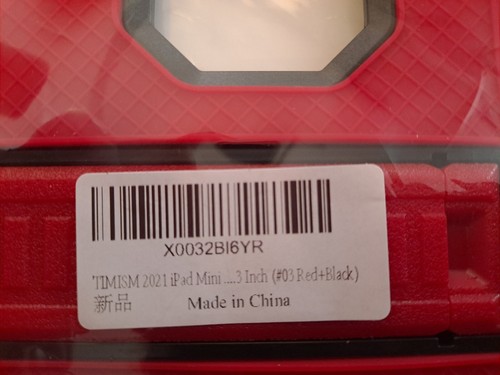 X0032BI6YR
TIMISM 2021 iPad Mini ....3 Inch (#03 Red+Black)
新品
Made in China